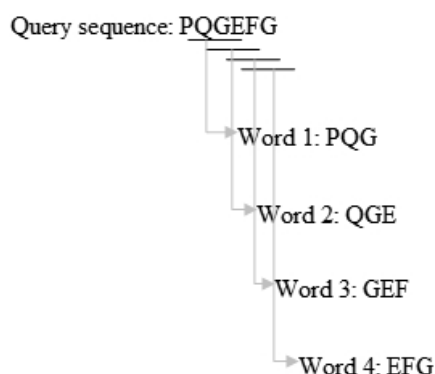 Query sequence: PQGEFG
Word 1: PQG
Word 2: QGE
Word 3: GEF
Word 4: EFG